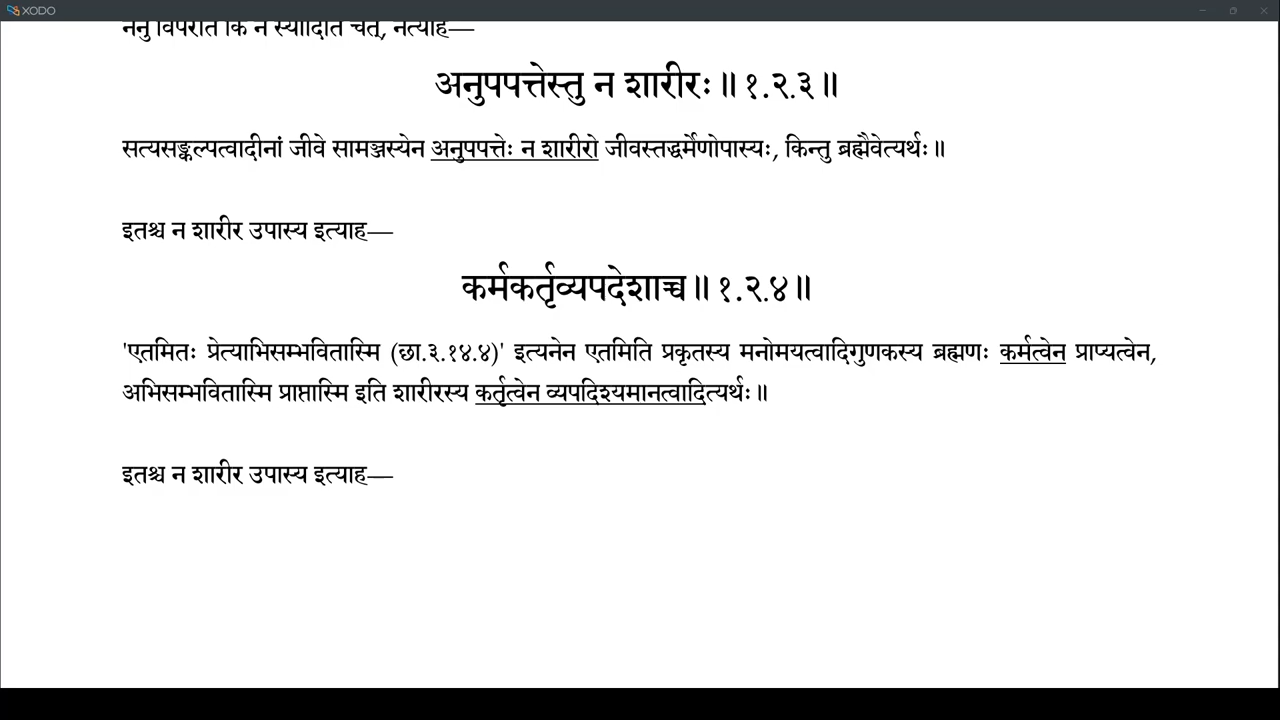 XODO
ननु विपरीतं किं न स्यादिति चेत्, नेत्याह—
अनुपपत्तेस्तु न शारीरः॥१.२.३॥
सत्यसङ्कल्पत्वादीनां जीवे सामञ्जस्येन अनुपपत्तेः न शारीरो जीवस्तद्धर्मेणोपास्यः, किन्तु ब्रह्मैवेत्यर्थः॥
इतश्च न शारीर उपास्य इत्याह—
कर्मकर्तृव्यपदेशाच्च॥१.२.४॥
'एतमितः प्रेत्याभिसम्भवितास्मि (छा.३.१४.४)' इत्यनेन एतमिति प्रकृतस्य मनोमयत्वादिगुणकस्य ब्रह्मणः कर्मत्वेन प्राप्यत्वेन,
अभिसम्भवितास्मि प्राप्तास्मि इति शारीरस्य कर्तृत्वेन व्यपदिश्यमानत्वादित्यर्थः॥
इतश्च न शारीर उपास्य इत्याह—